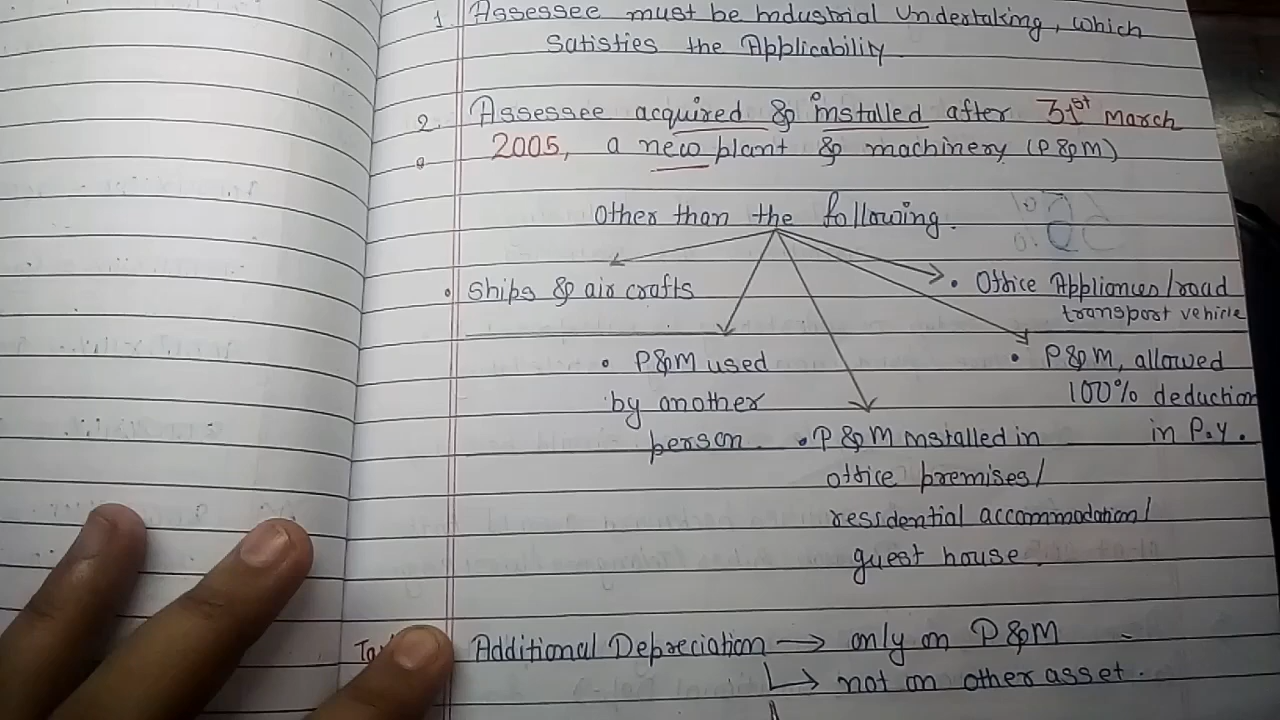 1. Assessee must be Industrial Undertaking, which
Satisfies the Applicability
2. Assessee acquired & installed after 31st March
2005, a new plant & machinery (P&M)
Other than the following.
• Ships & air crafts
• Office Appliances/road
transport vehicle
• P&M used
by another
person.
• P&M, allowed
100% deduction
in P.Y.
• P&M installed in
office premises/
residential accommodation/
guest house.
Additional Depreciation → only on P&M
→ not on other asset.